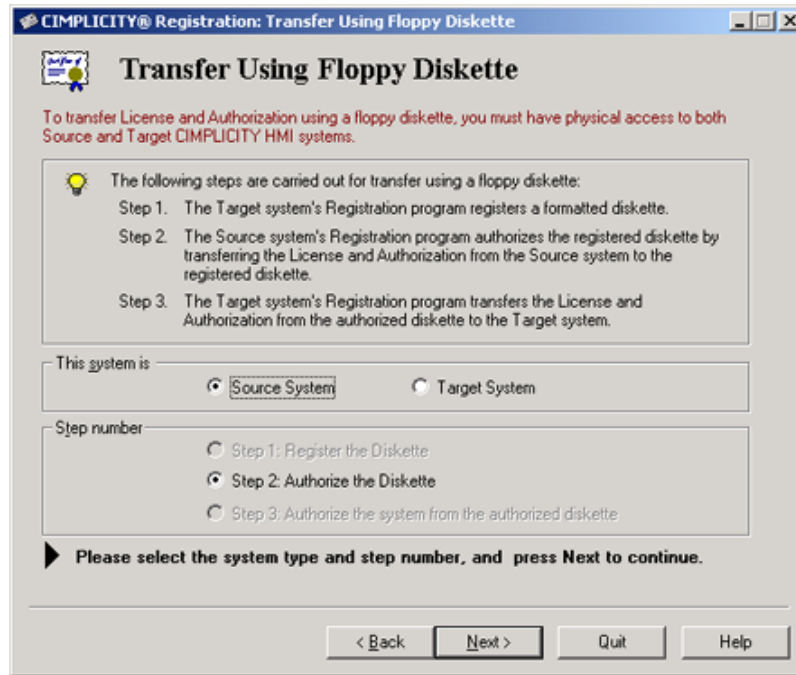 CIMPLICITY® Registration: Transfer Using Floppy Diskette
Transfer Using Floppy Diskette
To transfer License and Authorization using a floppy diskette, you must have physical access to both
Source and Target CIMPLICITY HMI systems.
The following steps are carried out for transfer using a floppy diskette:
Step 1. The Target system's Registration program registers a formatted diskette.
Step 2. The Source system's Registration program authorizes the registered diskette by
transferring the License and Authorization from the Source system to the
registered diskette.
Step 3. The Target system's Registration program transfers the License and
Authorization from the authorized diskette to the Target system.
This system is
Source System Target System
Step number
Step 1: Register the Diskette
Step 2: Authorize the Diskette
Step 3: Authorize the system from the authorized diskette
Please select the system type and step number, and press Next to continue.
< Back Next > Quit Help